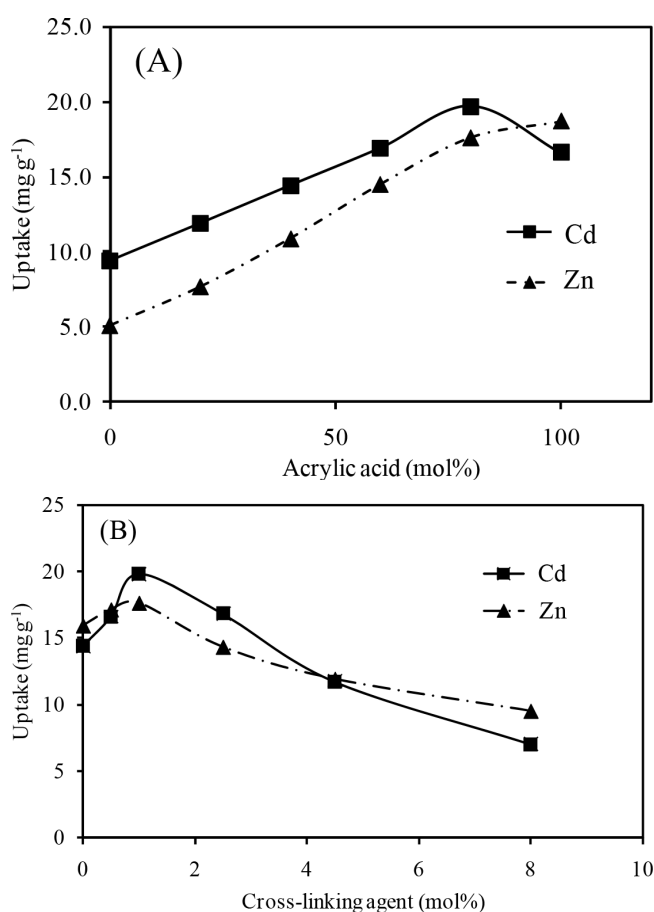 (A)
Uptake (mg g-1)
25.0
20.0
15.0
10.0
5.0
0.0
Cd
Zn
0 50 100
Acrylic acid (mol%)
(B)
Uptake (mg g-1)
25
20
15
10
5
0
Cd
Zn
0 2 4 6 8 10
Cross-linking agent (mol%)